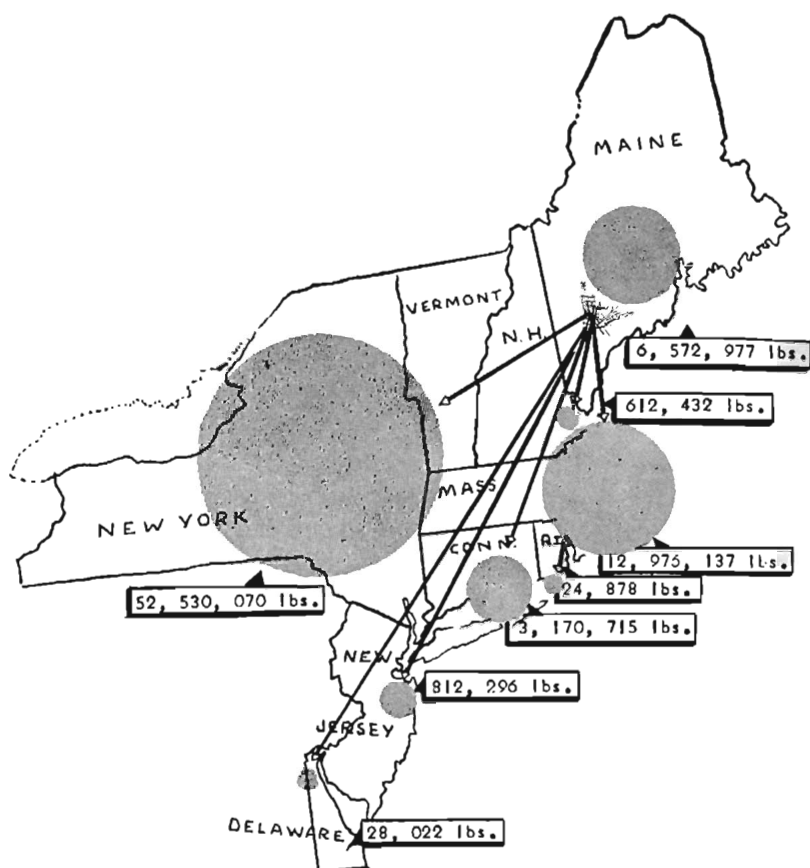 MAINE
VERMONT
N.H.
6, 572, 977 lbs.
612, 432 lbs.
MASS
NEW YORK
CONN.
R.I.
12, 976, 137 lbs.
24, 878 lbs.
52, 530, 070 lbs.
3, 170, 715 lbs.
NEW
812, 296 lbs.
JERSEY
DELAWARE
28, 022 lbs.